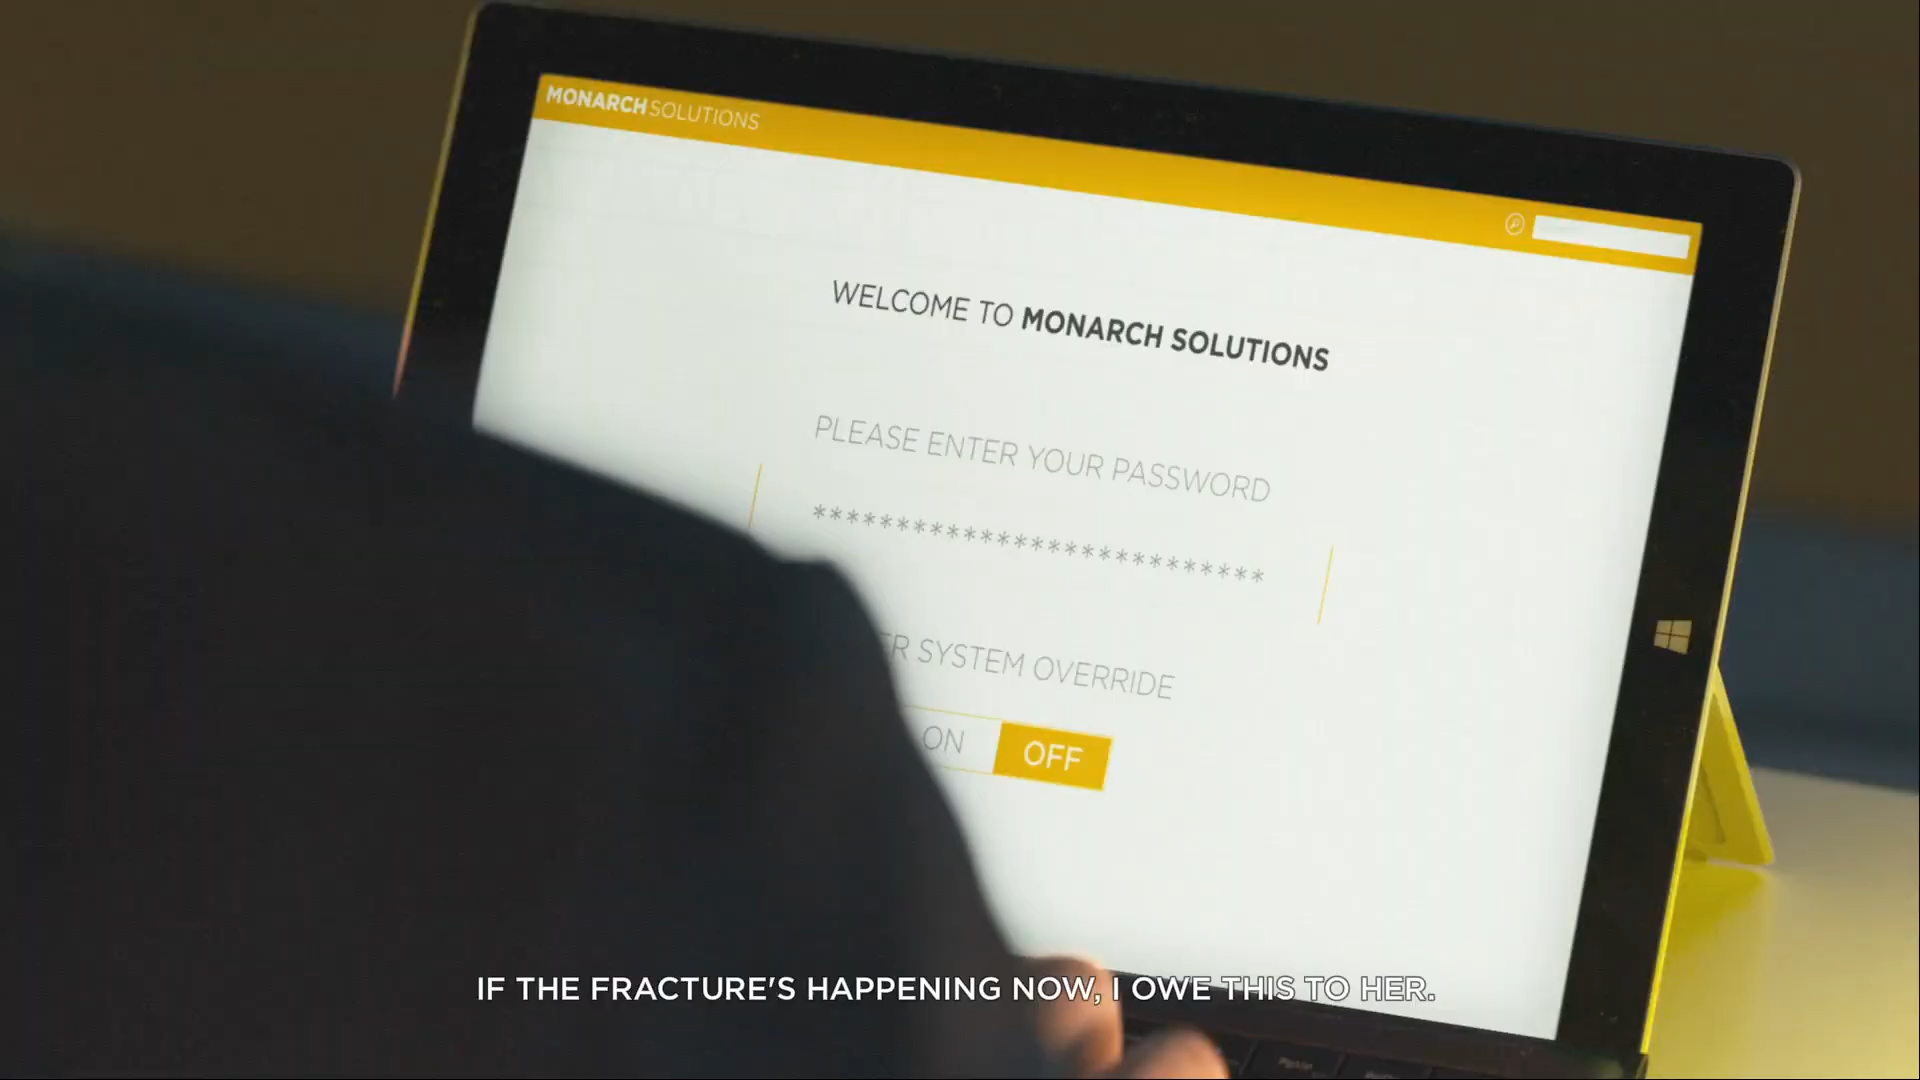 MONARCH SOLUTIONS
WELCOME TO MONARCH SOLUTIONS
PLEASE ENTER YOUR PASSWORD
***************************
SYSTEM OVERRIDE
ON OFF
IF THE FRACTURE'S HAPPENING NOW, I OWE THIS TO HER.